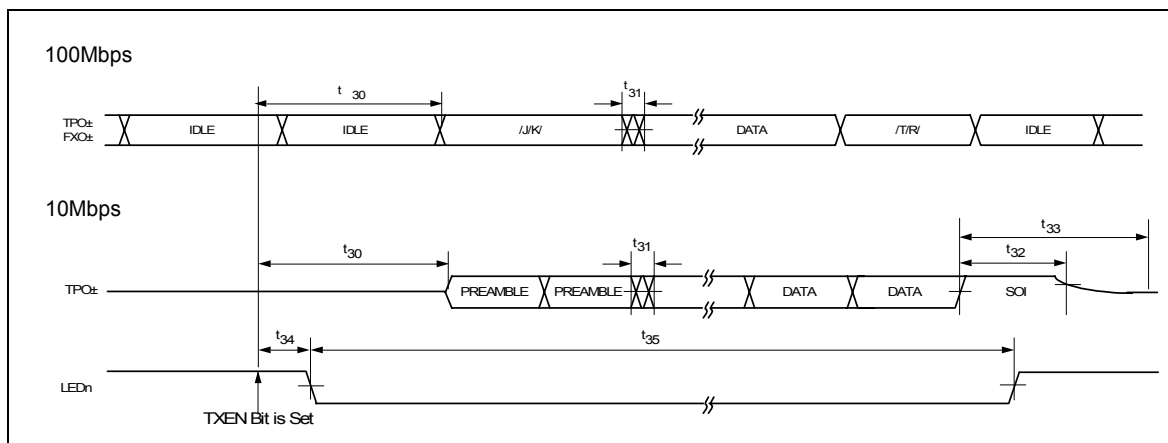 100Mbps
t 30
t31
TPO±
FXO±
IDLE
IDLE
/J/K/
DATA
/T/R/
IDLE
10Mbps
t30
t31
t33
t32
TPO±
PREAMBLE
PREAMBLE
DATA
DATA
SOI
t34
t35
LEDn
TXEN Bit is Set